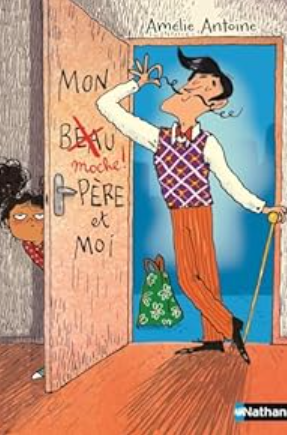 Amélie Antoine
MON
BEAU
moche!
PÈRE
et
MOI
Nathan